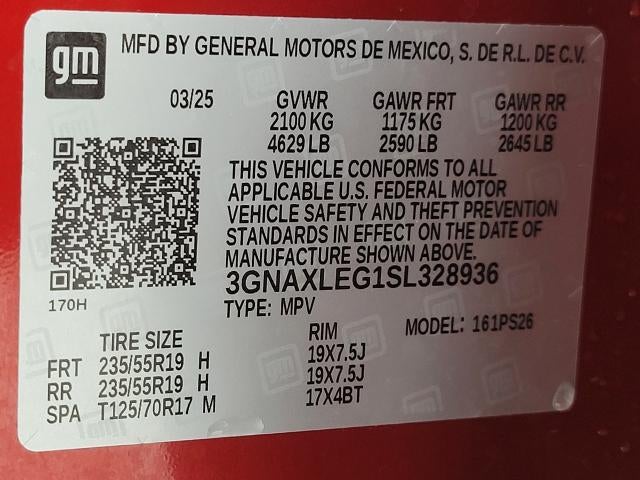 gm
MFD BY GENERAL MOTORS DE MEXICO, S. DE R.L. DE C.V.
03/25 GVWR GAWR FRT GAWR RR
2100 KG 1175 KG 1200 KG
4629 LB 2590 LB 2645 LB
THIS VEHICLE CONFORMS TO ALL
APPLICABLE U.S. FEDERAL MOTOR
VEHICLE SAFETY AND THEFT PREVENTION
STANDARDS IN EFFECT ON THE DATE OF
MANUFACTURE SHOWN ABOVE.
3GNAXLEG1SL328936
170H
TYPE: MPV MODEL: 161PS26
TIRE SIZE RIM
FRT 235/55R19 H 19X7.5J
RR 235/55R19 H 19X7.5J
SPA T125/70R17 M 17X4BT